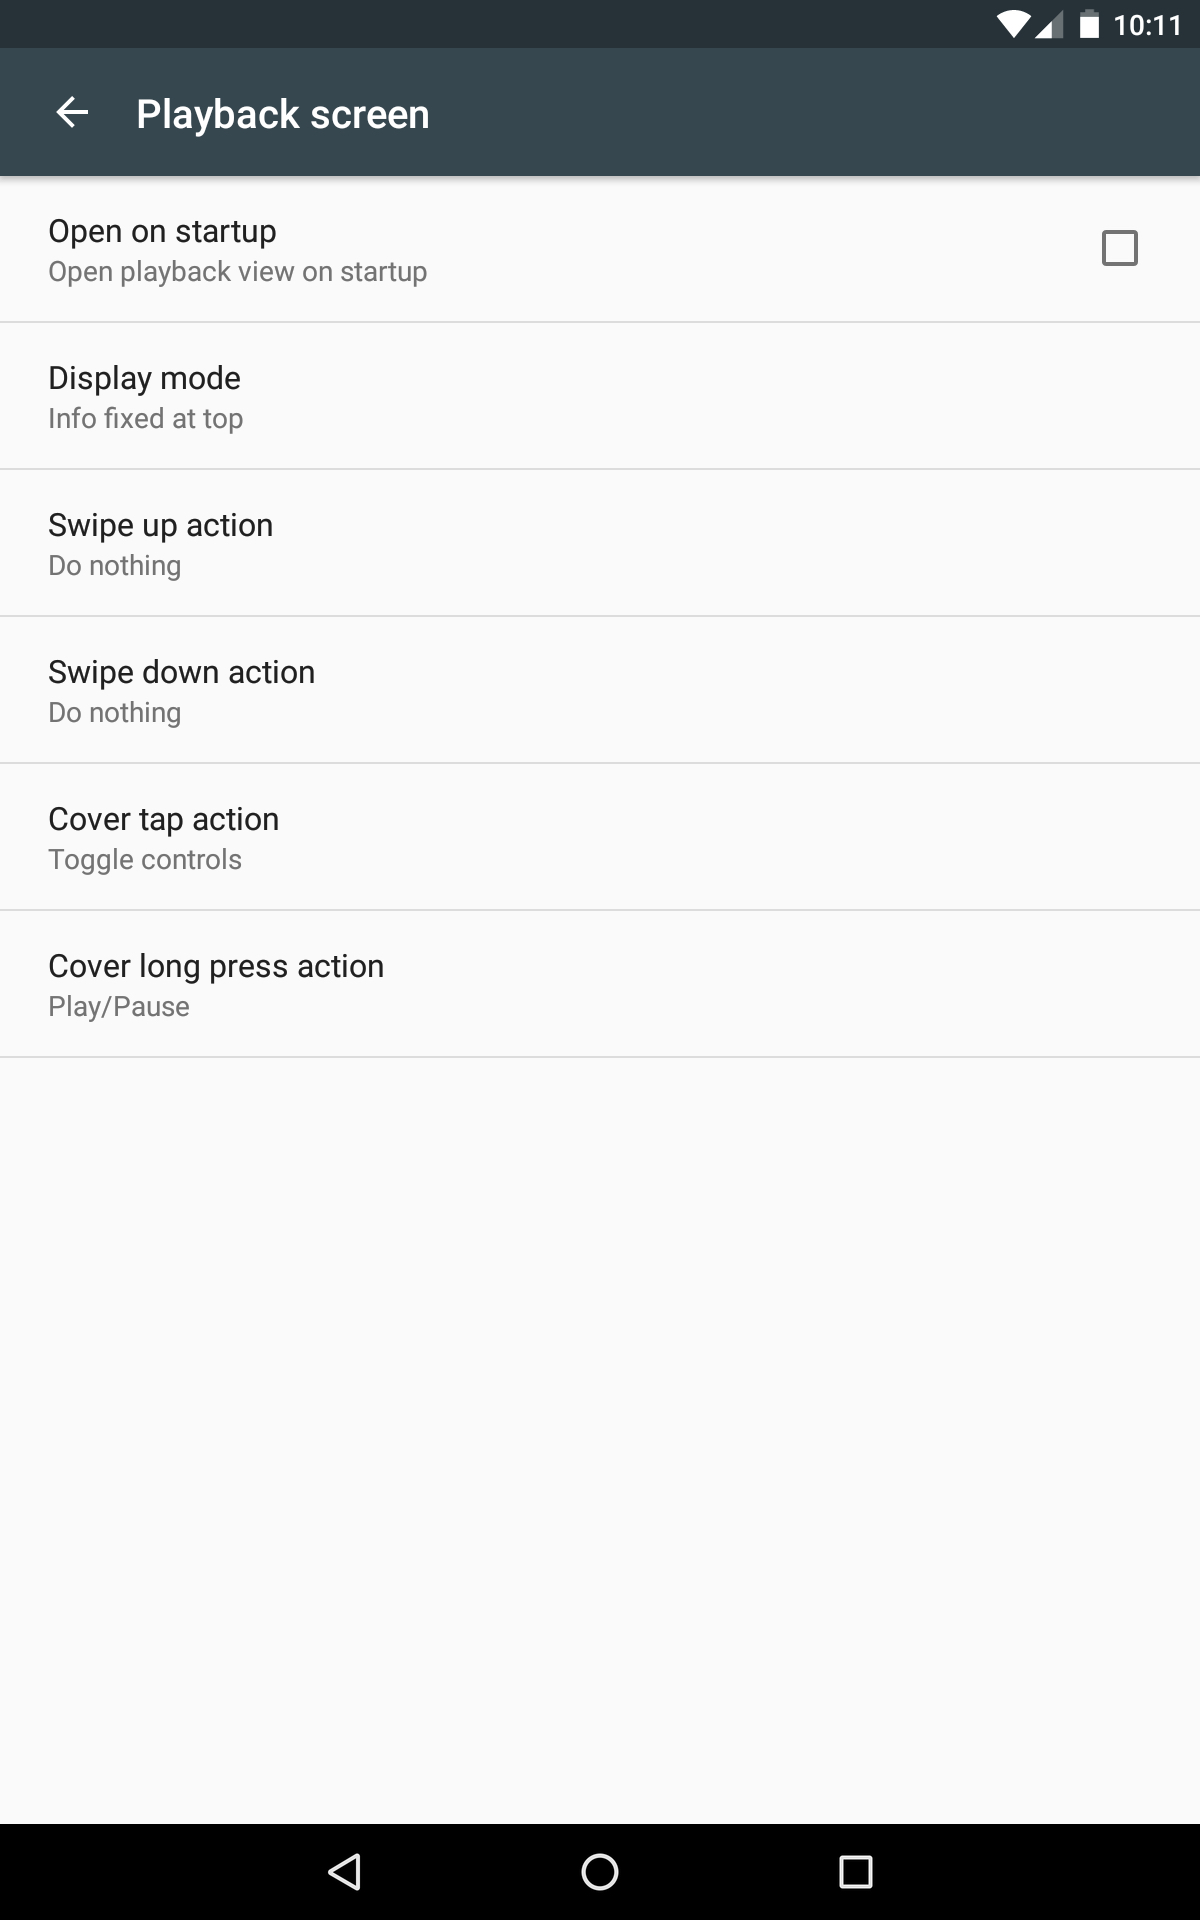 10:11
Playback screen
Open on startup
Open playback view on startup
Display mode
Info fixed at top
Swipe up action
Do nothing
Swipe down action
Do nothing
Cover tap action
Toggle controls
Cover long press action
Play/Pause